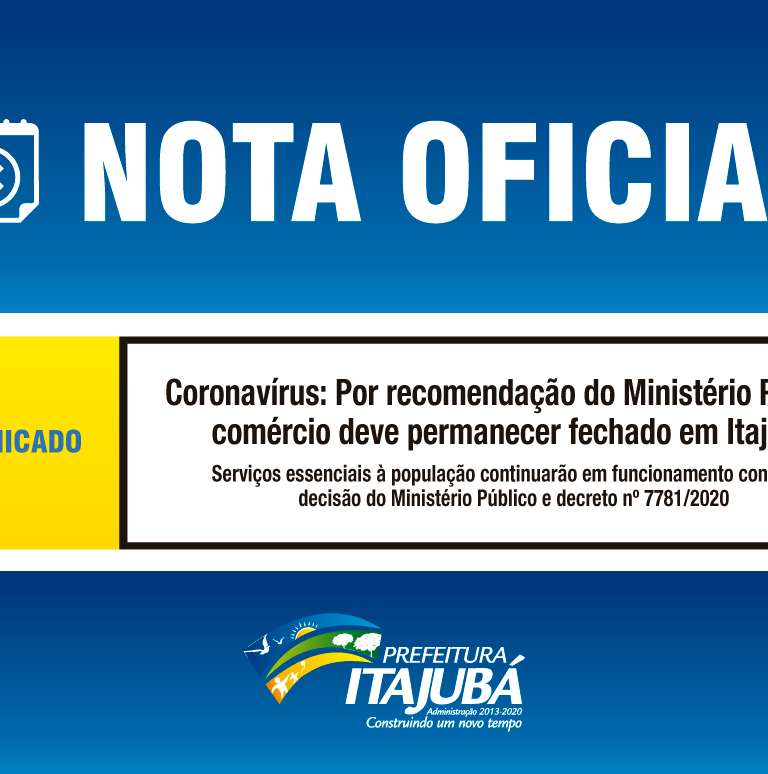 NOTA OFICIA
Coronavírus: Por recomendação do Ministério P
comércio deve permanecer fechado em Itaj
NICADO
Serviços essenciais à população continuarão em funcionamento con
decisão do Ministério Público e decreto nº 7781/2020
PREFEITURA
ITAJUBÁ
Administração 2013-2020
Construindo um novo tempo